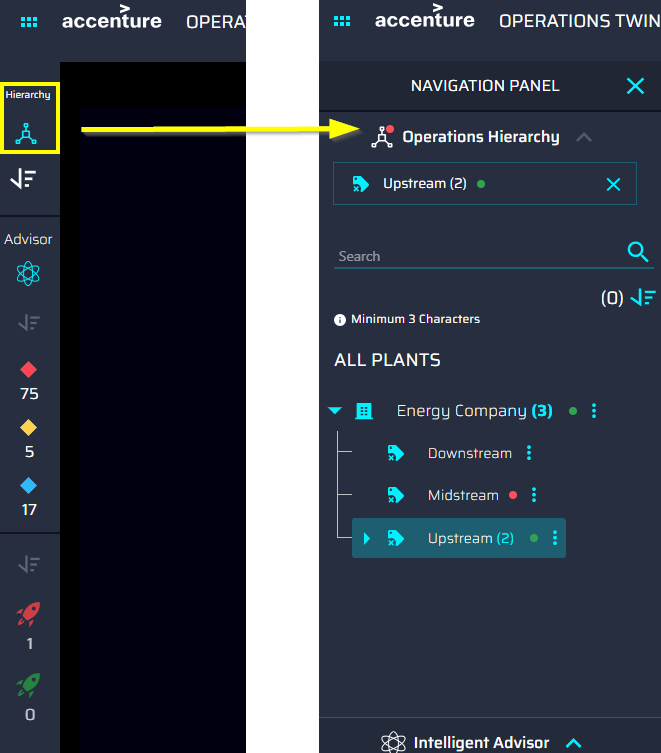 accenture
OPERA
Hierarchy
Advisor
75
5
17
1
0
accenture
OPERATIONS TWIN
NAVIGATION PANEL
Operations Hierarchy
Upstream (2)
Search
(0)
Minimum 3 Characters
ALL PLANTS
Energy Company (3)
Downstream
Midstream
Upstream (2)
Intelligent Advisor